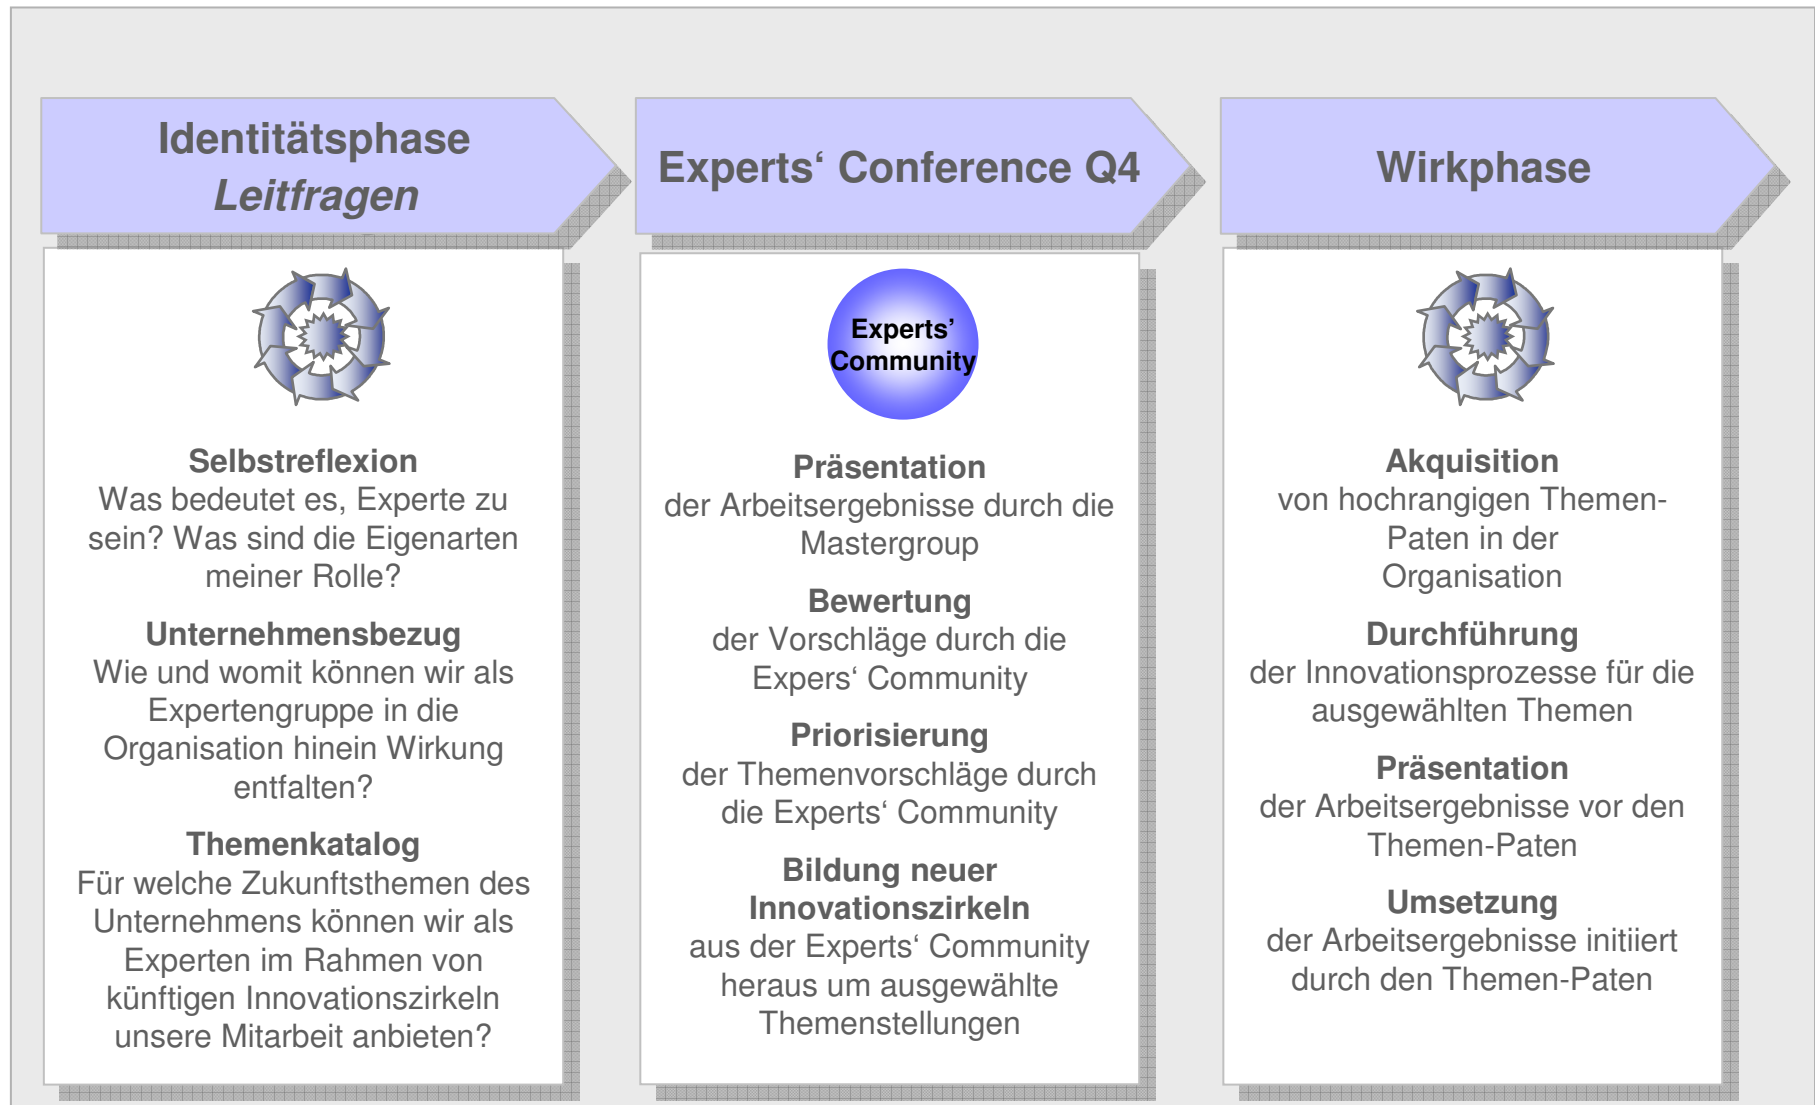 Identitätsphase
Leitfragen
Selbstreflexion
Was bedeutet es, Experte zu
sein? Was sind die Eigenarten
meiner Rolle?
Unternehmensbezug
Wie und womit können wir als
Expertengruppe in die
Organisation hinein Wirkung
entfalten?
Themenkatalog
Für welche Zukunftsthemen des
Unternehmens können wir als
Experten im Rahmen von
künftigen Innovationszirkeln
unsere Mitarbeit anbieten?
Experts‘ Conference Q4
Experts’
Community
Präsentation
der Arbeitsergebnisse durch die
Mastergroup
Bewertung
der Vorschläge durch die
Expers‘ Community
Priorisierung
der Themenvorschläge durch
die Experts‘ Community
Bildung neuer
Innovationszirkeln
aus der Experts‘ Community
heraus um ausgewählte
Themenstellungen
Wirkphase
Akquisition
von hochrangigen Themen-
Paten in der
Organisation
Durchführung
der Innovationsprozesse für die
ausgewählten Themen
Präsentation
der Arbeitsergebnisse vor den
Themen-Paten
Umsetzung
der Arbeitsergebnisse initiiert
durch den Themen-Paten